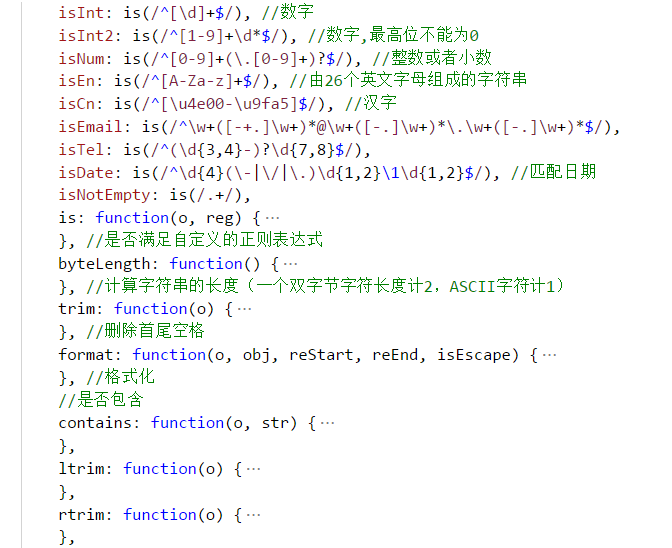 isInt: is(/^[\d]+$/), //数字
isInt2: is(/^[1-9]+\d*$/), //数字,最高位不能为0
isNum: is(/^[0-9]+(\.[0-9]+)?$/), //整数或者小数
isEn: is(/^[A-Za-z]+$/), //由26个英文字母组成的字符串
isCn: is(/^[\u4e00-\u9fa5]$/), //汉字
isEmail: is(/^\w+([-+.]\w+)*@\w+([-.]\w+)*\.\w+([-.]\w+)*$/),
isTel: is(/^(\d{3,4}-)?\d{7,8}$/),
isDate: is(/^\d{4}(\-|\/|\.)\d{1,2}\1\d{1,2}$/), //匹配日期
isNotEmpty: is(/.+/),
is: function(o, reg) {···
}, //是否满足自定义的正则表达式
byteLength: function() {···
}, //计算字符串的长度（一个双字节字符长度计2，ASCII字符计1）
trim: function(o) {···
}, //删除首尾空格
format: function(o, obj, reStart, reEnd, isEscape) {···
}, //格式化
//是否包含
contains: function(o, str) {···
},
ltrim: function(o) {···
},
rtrim: function(o) {···
},